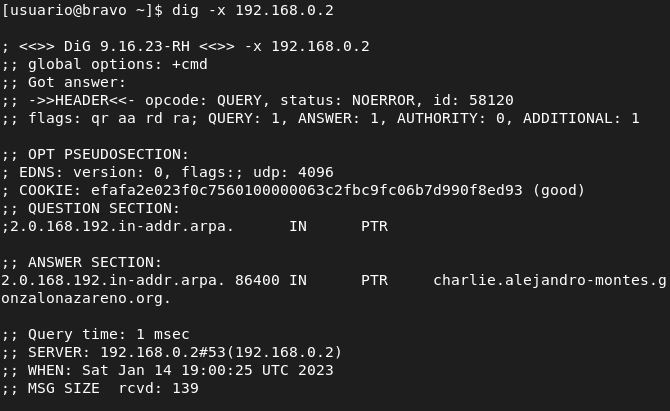 [usuario@bravo ~]$ dig -x 192.168.0.2
; <<>> DiG 9.16.23-RH <<>> -x 192.168.0.2
;; global options: +cmd
;; Got answer:
;; ->>HEADER<<- opcode: QUERY, status: NOERROR, id: 58120
;; flags: qr aa rd ra; QUERY: 1, ANSWER: 1, AUTHORITY: 0, ADDITIONAL: 1
;; OPT PSEUDOSECTION:
; EDNS: version: 0, flags:; udp: 4096
; COOKIE: efafa2e023f0c7560100000063c2fbc9fc06b7d990f8ed93 (good)
;; QUESTION SECTION:
;2.0.168.192.in-addr.arpa.      IN      PTR
;; ANSWER SECTION:
2.0.168.192.in-addr.arpa. 86400 IN      PTR     charlie.alejandro-montes.g
onzalonazareno.org.
;; Query time: 1 msec
;; SERVER: 192.168.0.2#53(192.168.0.2)
;; WHEN: Sat Jan 14 19:00:25 UTC 2023
;; MSG SIZE  rcvd: 139